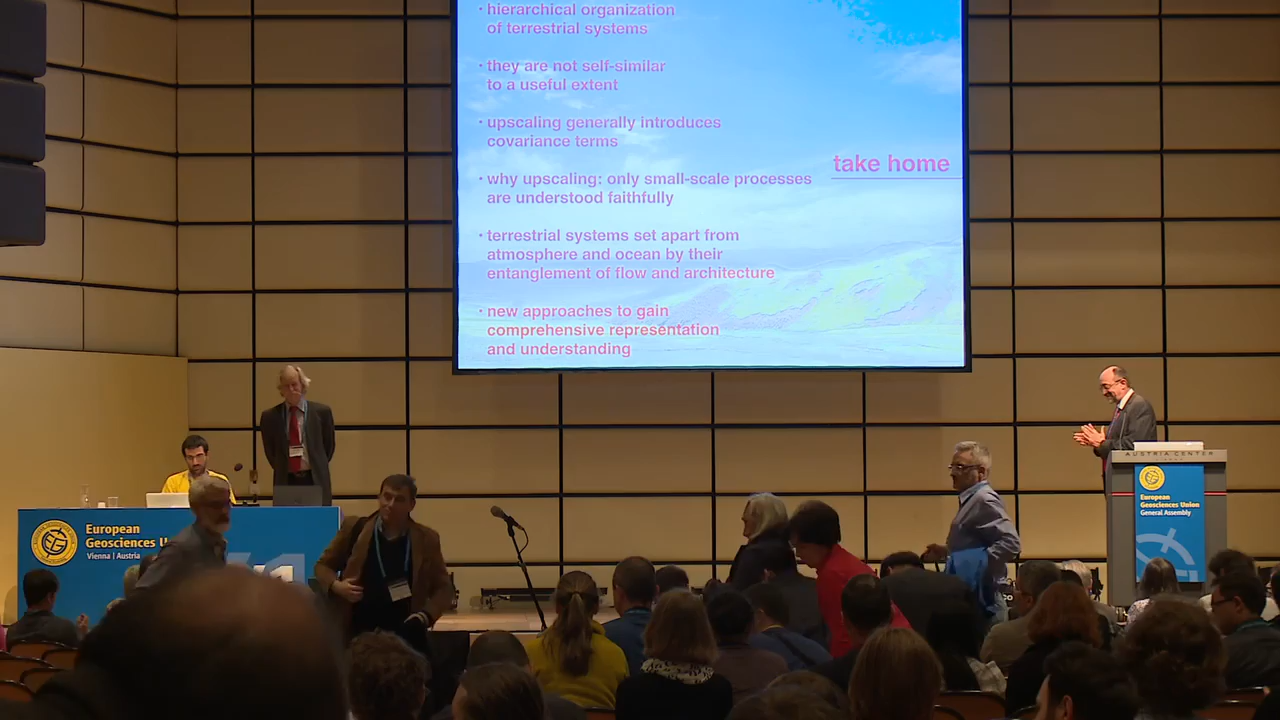 · hierarchical organization
of terrestrial systems
· they are not self-similar
to a useful extent
· upscaling generally introduces
covariance terms
take home
· why upscaling: only small-scale processes
are understood faithfully
· terrestrial systems set apart from
atmosphere and ocean by their
entanglement of flow and architecture
· new approaches to gain
comprehensive representation
and understanding
AUSTRIA CENTER
European
Geosciences Union
General Assembly
European
Geosciences U
Vienna | Austria